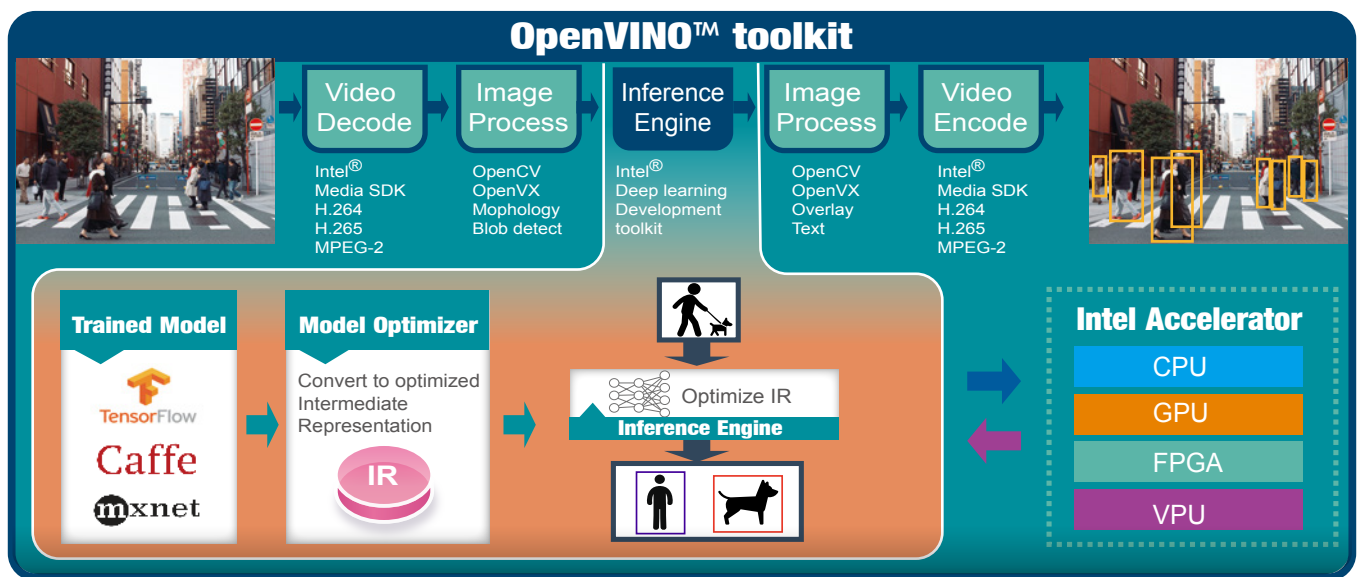 OpenVINO™ toolkit
Video
Decode
Intel®
Media SDK
H.264
H.265
MPEG-2
Image
Process
OpenCV
OpenVX
Mophology
Blob detect
Inference
Engine
Intel®
Deep learning
Development
toolkit
Image
Process
OpenCV
OpenVX
Overlay
Text
Video
Encode
Intel®
Media SDK
H.264
H.265
MPEG-2
Trained Model
TensorFlow
Caffe
mxnet
Model Optimizer
Convert to optimized
Intermediate
Representation
IR
Optimize IR
Inference Engine
Intel Accelerator
CPU
GPU
FPGA
VPU